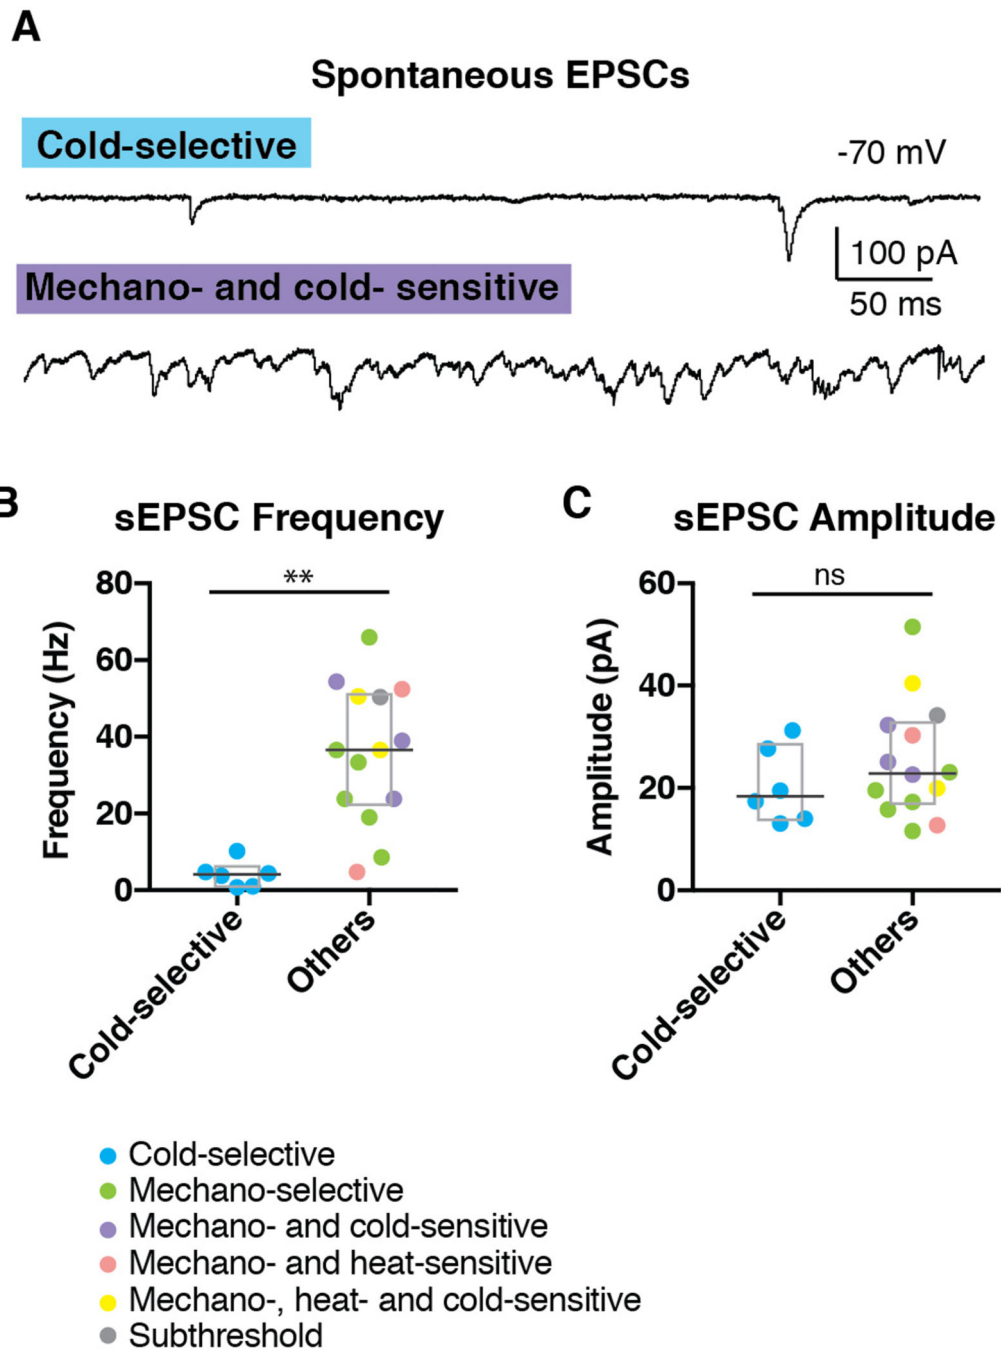 A
Spontaneous EPSCs
Cold-selective
-70 mV
100 pA
50 ms
Mechano- and cold- sensitive
B
sEPSC Frequency
C
sEPSC Amplitude
**
ns
Frequency (Hz)
80
60
40
20
0
Cold-selective
Others
Amplitude (pA)
60
40
20
0
Cold-selective
Others
Cold-selective
Mechano-selective
Mechano- and cold-sensitive
Mechano- and heat-sensitive
Mechano-, heat- and cold-sensitive
Subthreshold